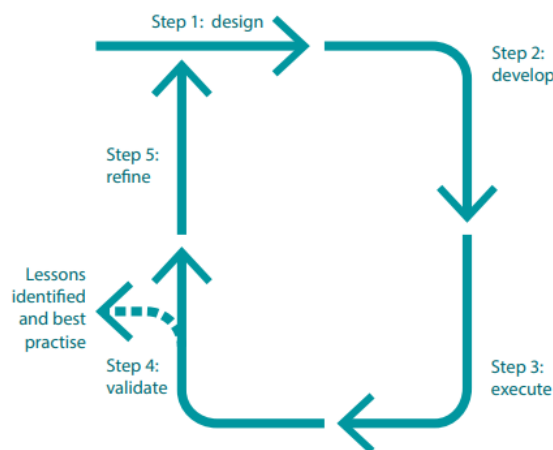 Step 1: design
Step 2:
develop
Step 5:
refine
Lessons
identified
and best
practise
Step 4:
validate
Step 3:
execute